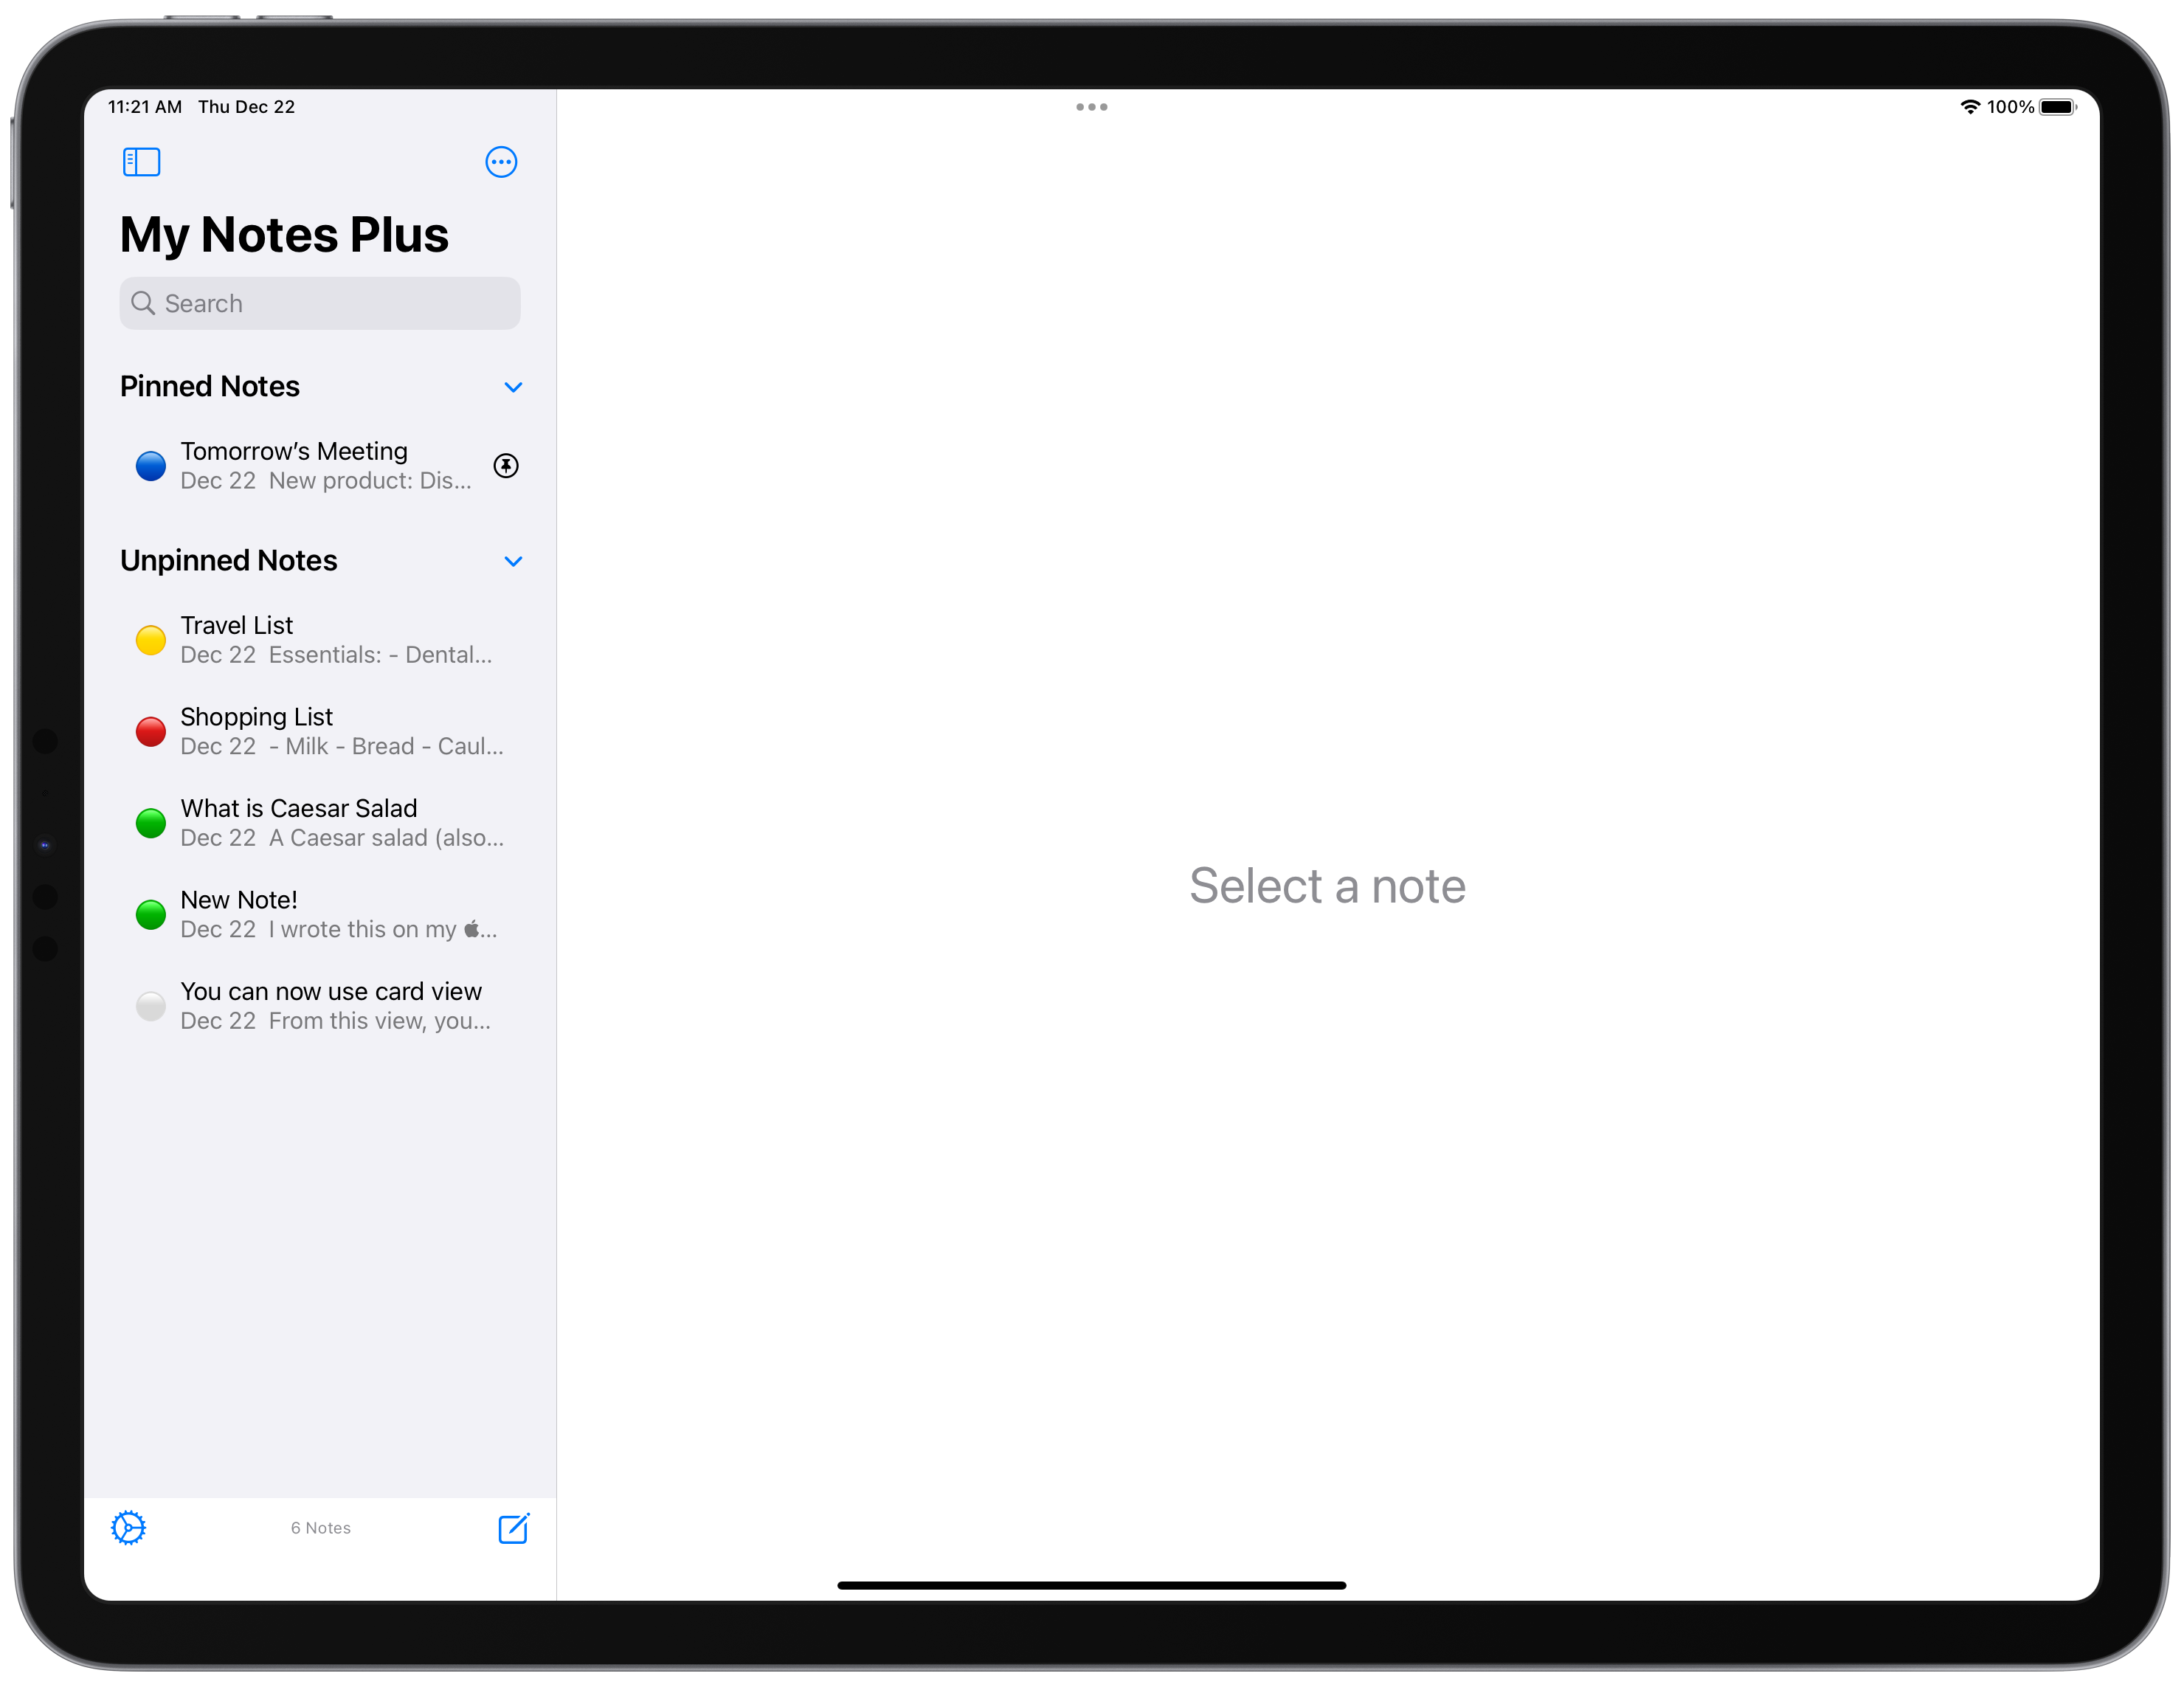 11:21 AM Thu Dec 22
100%
My Notes Plus
Search
Pinned Notes
Tomorrow’s Meeting
Dec 22 New product: Dis...
Unpinned Notes
Travel List
Dec 22 Essentials: - Dental...
Shopping List
Dec 22 - Milk - Bread - Caul...
What is Caesar Salad
Dec 22 A Caesar salad (also...
New Note!
Dec 22 I wrote this on my ...
You can now use card view
Dec 22 From this view, you...
6 Notes
Select a note